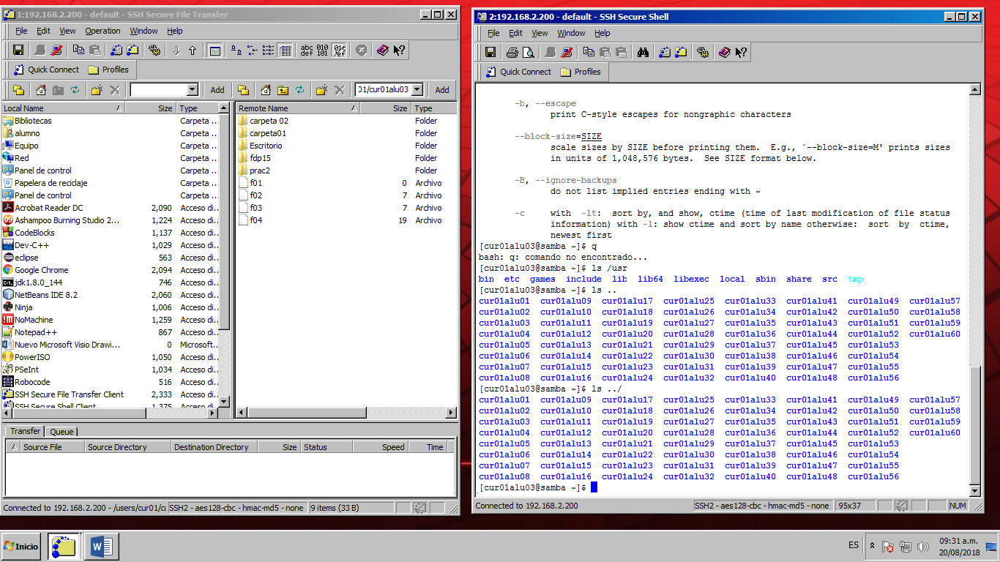 1:192.168.2.200 - default - SSH Secure File Transfer
File Edit View Operation Window Help
abc def 010 101
Quick Connect Profiles
Add 01/cur01alu03 Add
Local Name Size Type
Bibliotecas Carpeta ...
alumno Carpeta ...
Equipo Carpeta ...
Red Carpeta ...
Panel de control Carpeta ...
Papelera de reciclaje Carpeta ...
Panel de control Carpeta ...
Acrobat Reader DC 2,090 Acceso di...
Ashampoo Burning Studio 2... 1,224 Acceso di...
CodeBlocks 1,137 Acceso di...
Dev-C++ 1,029 Acceso di...
eclipse 563 Acceso di...
Google Chrome 2,094 Acceso di...
jdk1.8.0_144 746 Acceso di...
NetBeans IDE 8.2 2,060 Acceso di...
Ninja 1,006 Acceso di...
NoMachine 1,259 Acceso di...
Notepad++ 867 Acceso di...
Nuevo Microsoft Visio Drawi... 0 Microsoft...
PowerISO 1,050 Acceso di...
PSeInt 1,034 Acceso di...
Robocode 516 Acceso di...
SSH Secure File Transfer Client 2,333 Acceso di...
SSH Secure Shell Client 1,375 Acceso di...
Remote Name Size Type
carpeta 02 Folder
carpeta01 Folder
Escritorio Folder
fdp15 Folder
prac2 Folder
f01 0 Archivo
f02 7 Archivo
f03 7 Archivo
f04 19 Archivo
Transfer Queue
Source File Source Directory Destination Directory Size Status Speed Time
Connected to 192.168.2.200 - /users/cur01/cu SSH2 - aes128-cbc - hmac-md5 - none 9 items (33 B)
2:192.168.2.200 - default - SSH Secure Shell
File Edit View Window Help
Quick Connect Profiles
-b, --escape
print C-style escapes for nongraphic characters
--block-size=SIZE
scale sizes by SIZE before printing them. E.g., `--block-size=M' prints sizes
in units of 1,048,576 bytes. See SIZE format below.
-B, --ignore-backups
do not list implied entries ending with ~
-c with -lt: sort by, and show, ctime (time of last modification of file status
information) with -l: show ctime and sort by name otherwise: sort by ctime,
newest first
[cur01alu03@samba ~]$ q
bash: q: comando no encontrado...
[cur01alu03@samba ~]$ ls /usr
bin etc games include lib lib64 libexec local sbin share src tmp
[cur01alu03@samba ~]$ ls ..
cur01alu01 cur01alu09 cur01alu17 cur01alu25 cur01alu33 cur01alu41 cur01alu49 cur01alu57
cur01alu02 cur01alu10 cur01alu18 cur01alu26 cur01alu34 cur01alu42 cur01alu50 cur01alu58
cur01alu03 cur01alu11 cur01alu19 cur01alu27 cur01alu35 cur01alu43 cur01alu51 cur01alu59
cur01alu04 cur01alu12 cur01alu20 cur01alu28 cur01alu36 cur01alu44 cur01alu52 cur01alu60
cur01alu05 cur01alu13 cur01alu21 cur01alu29 cur01alu37 cur01alu45 cur01alu53
cur01alu06 cur01alu14 cur01alu22 cur01alu30 cur01alu38 cur01alu46 cur01alu54
cur01alu07 cur01alu15 cur01alu23 cur01alu31 cur01alu39 cur01alu47 cur01alu55
cur01alu08 cur01alu16 cur01alu24 cur01alu32 cur01alu40 cur01alu48 cur01alu56
[cur01alu03@samba ~]$ ls ../
cur01alu01 cur01alu09 cur01alu17 cur01alu25 cur01alu33 cur01alu41 cur01alu49 cur01alu57
cur01alu02 cur01alu10 cur01alu18 cur01alu26 cur01alu34 cur01alu42 cur01alu50 cur01alu58
cur01alu03 cur01alu11 cur01alu19 cur01alu27 cur01alu35 cur01alu43 cur01alu51 cur01alu59
cur01alu04 cur01alu12 cur01alu20 cur01alu28 cur01alu36 cur01alu44 cur01alu52 cur01alu60
cur01alu05 cur01alu13 cur01alu21 cur01alu29 cur01alu37 cur01alu45 cur01alu53
cur01alu06 cur01alu14 cur01alu22 cur01alu30 cur01alu38 cur01alu46 cur01alu54
cur01alu07 cur01alu15 cur01alu23 cur01alu31 cur01alu39 cur01alu47 cur01alu55
cur01alu08 cur01alu16 cur01alu24 cur01alu32 cur01alu40 cur01alu48 cur01alu56
[cur01alu03@samba ~]$
Connected to 192.168.2.200 SSH2 - aes128-cbc - hmac-md5 - none 95x37 NUM
Inicio ES 09:31 a.m.
20/08/2018